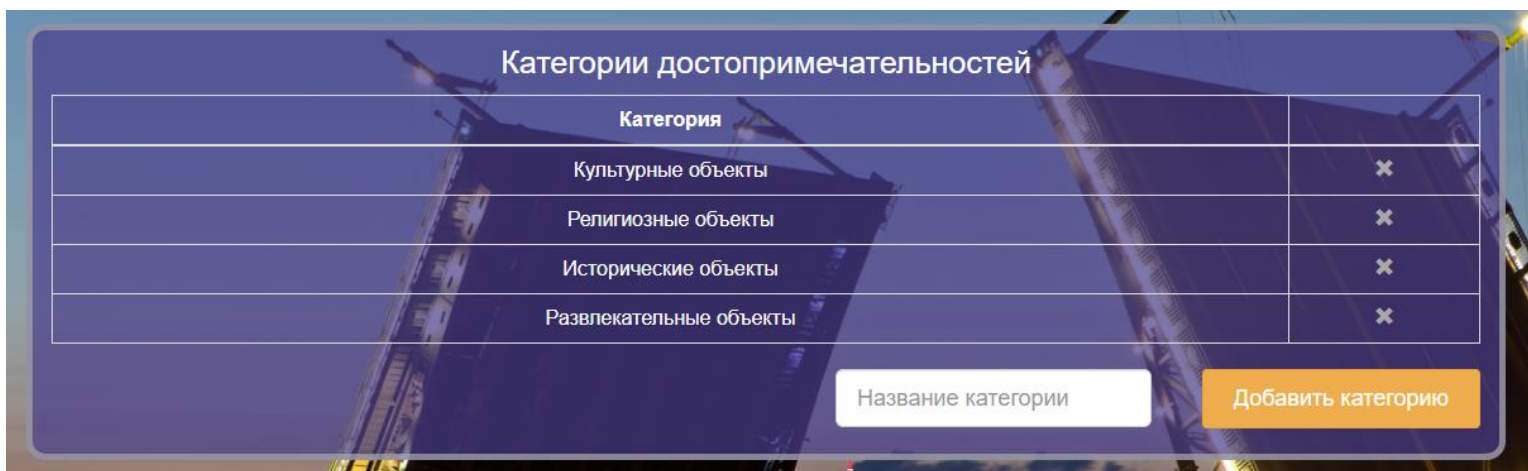 Категории достопримечательностей
Категория
Культурные объекты
Религиозные объекты
Исторические объекты
Развлекательные объекты
Название категории
Добавить категорию